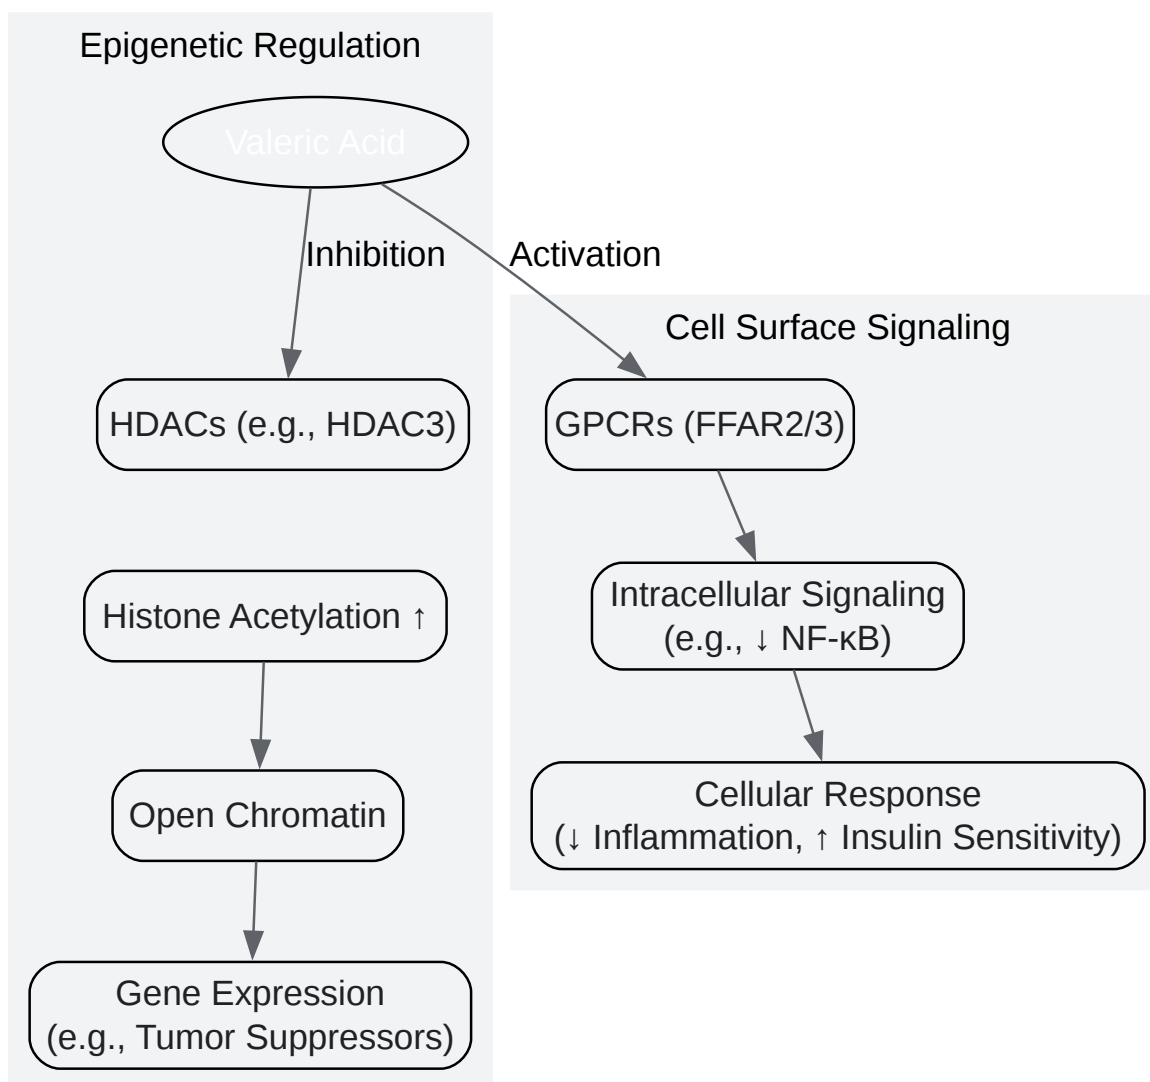 Epigenetic Regulation
Valeric Acid
Inhibition
Activation
Cell Surface Signaling
HDACs (e.g., HDAC3)
GPCRs (FFAR2/3)
Histone Acetylation ↑
Intracellular Signaling
(e.g., ↓ NF-κB)
Open Chromatin
Cellular Response
(↓ Inflammation, ↑ Insulin Sensitivity)
Gene Expression
(e.g., Tumor Suppressors)